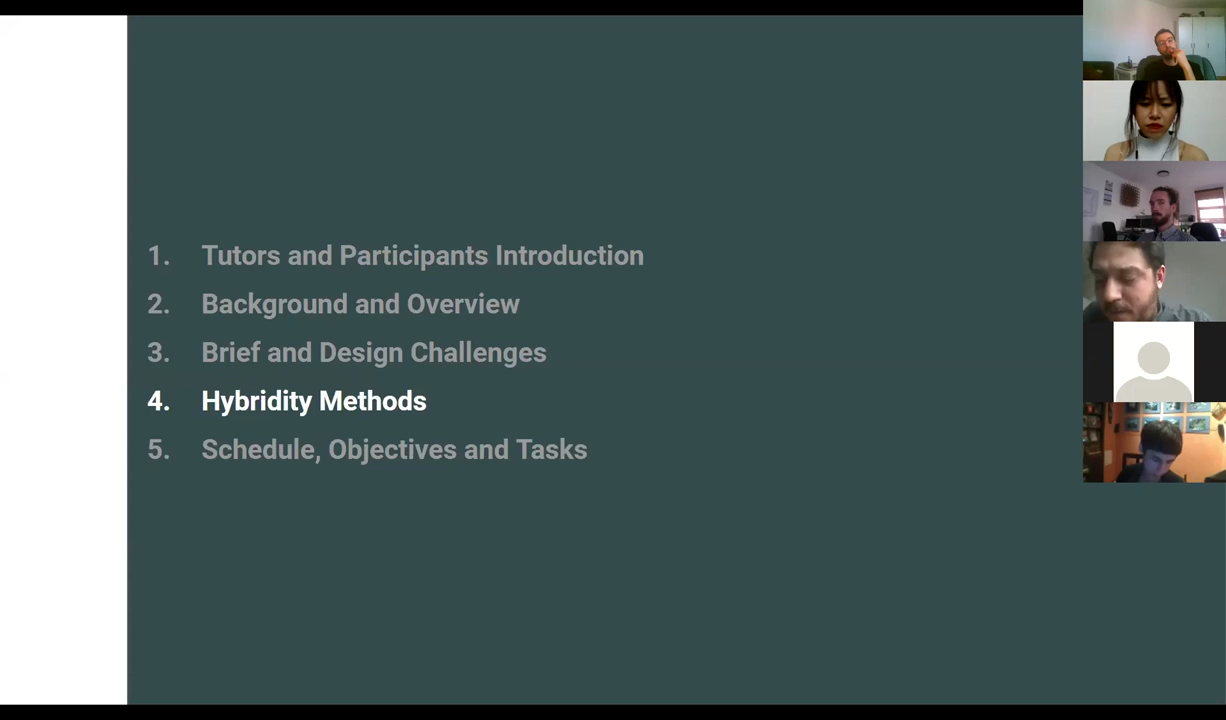 1. Tutors and Participants Introduction
2. Background and Overview
3. Brief and Design Challenges
4. Hybridity Methods
5. Schedule, Objectives and Tasks